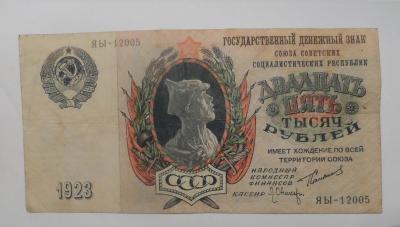 ЯЫ-12005
ГОСУДАРСТВЕННЫЙ ДЕНЕЖНЫЙ ЗНАК
СОЮЗА СОВЕТСКИХ
СОЦИАЛИСТИЧЕСКИХ РЕСПУБЛИК
ДВАДЦАТЬ
ПЯТЬ
ТЫСЯЧ
РУБЛЕЙ
ИМЕЕТ ХОЖДЕНИЕ ПО ВСЕЙ
ТЕРРИТОРИИ СОЮЗА
НАРОДНЫЙ
КОМИССАР
ФИНАНСОВ
КАССИР
СССР
1923
ЯЫ-12005